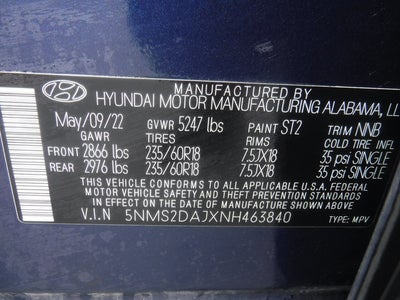 MANUFACTURED BY
HYUNDAI MOTOR MANUFACTURING ALABAMA, LL
May/09/22 GVWR 5247 lbs PAINT ST2 TRIM NNB
GAWR TIRES RIMS COLD TIRE INFL
FRONT 2866 lbs 235/60R18 7.5JX18 35 psi SINGLE
REAR 2976 lbs 235/60R18 7.5JX18 35 psi SINGLE
THIS VEHICLE CONFORMS TO ALL APPLICABLE U.S.A. FEDERAL
MOTOR VEHICLE SAFETY AND THEFT PREVENTION STANDARDS
IN EFFECT ON THE DATE OF MANUFACTURE SHOWN ABOVE.
V.I.N 5NMS2DAJXNH463840 TYPE: MPV